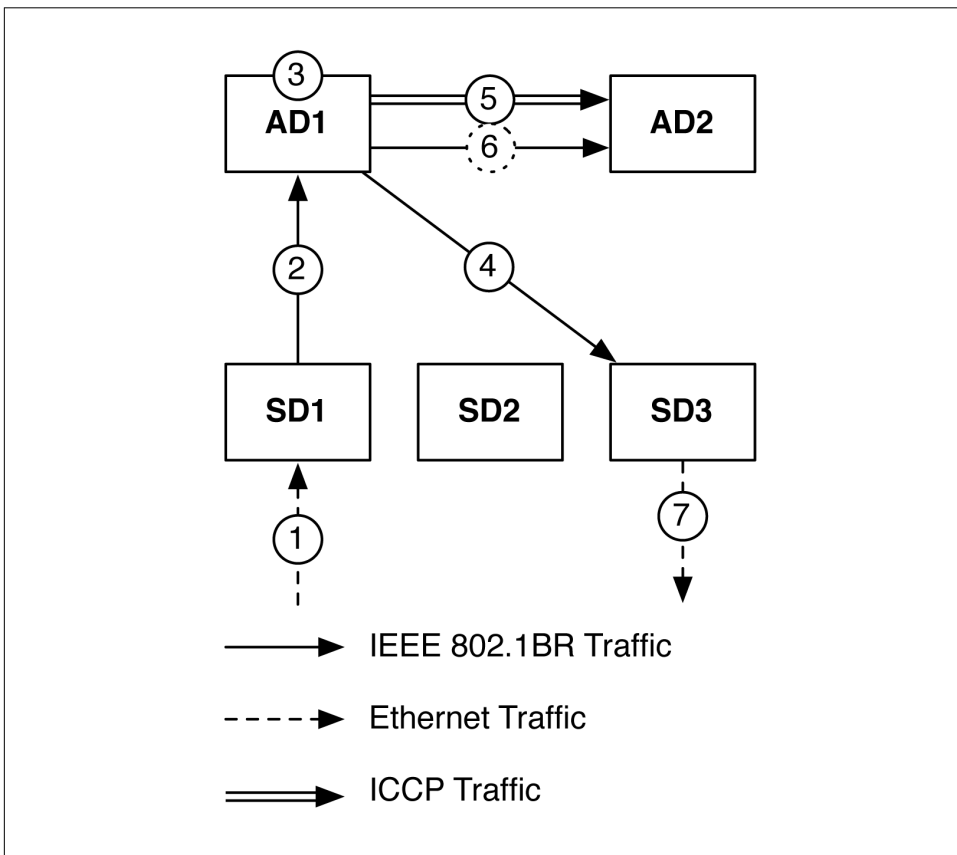 3
AD1
5
6
AD2
2
4
SD1
SD2
SD3
1
7
IEEE 802.1BR Traffic
Ethernet Traffic
ICCP Traffic